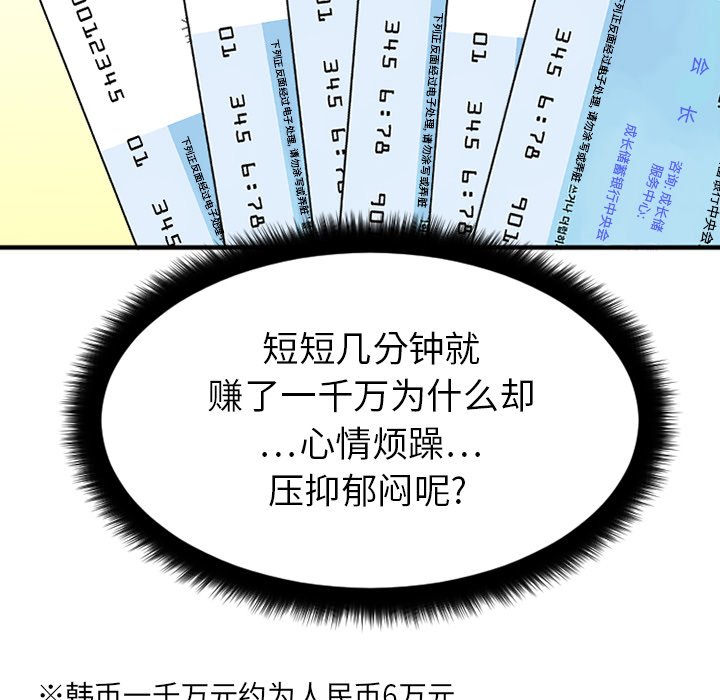 0012345
01
345
6:78
下列正反面经过电子处理, 请勿涂写或弄脏
01
345
6:78
345
6:78
下列正反面经过电子处理, 请勿涂写或弄脏
345
6:78
901
下列正反面经过电子处理, 请勿涂写或弄脏
01
345
6:78
345
6:78
901
下列正反面经过电子处理, 请勿涂写或弄脏
会长
成长储蓄银行中央会
咨询: 成长储
服务中心:
短短几分钟就
赚了一千万为什么却
...心情烦躁...
压抑郁闷呢?
※韩币一千万元约为人民币6万元